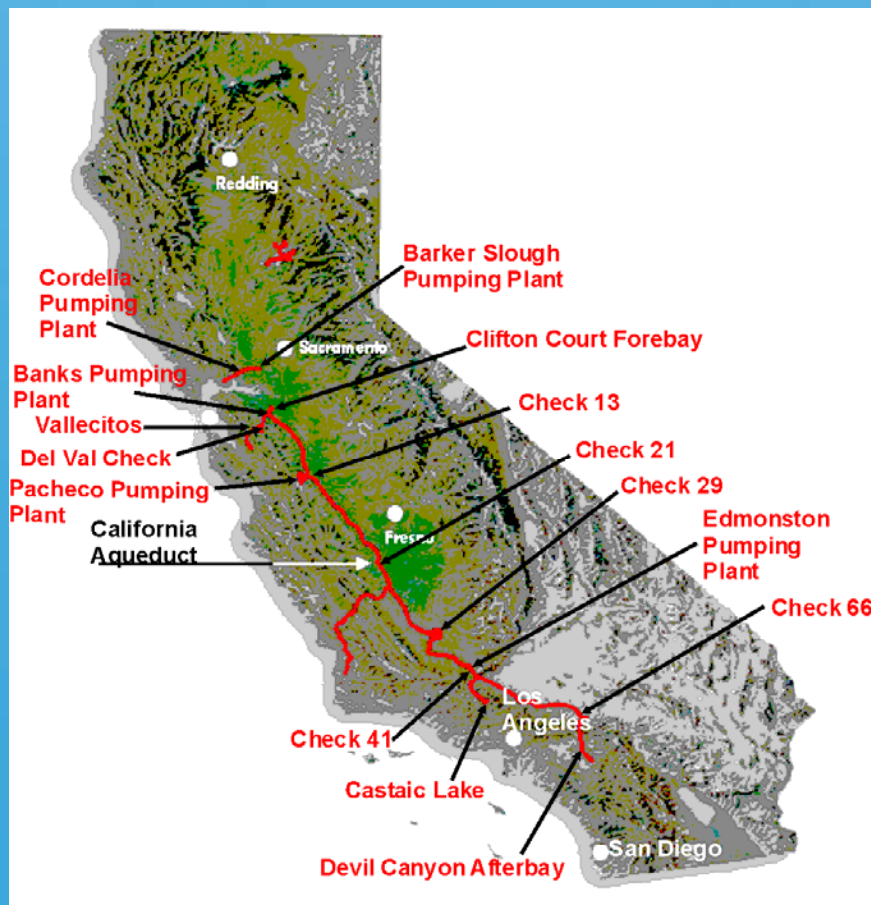 Redding
Barker Slough
Pumping Plant
Cordelia
Pumping
Plant
Sacramento
Clifton Court Forebay
Banks Pumping
Plant
Check 13
Vallecitos
Del Val Check
Check 21
Pacheco Pumping
Plant
Check 29
Fresno
Edmonston
Pumping
Plant
California
Aqueduct
Check 66
Los
Angeles
Check 41
Castaic Lake
Devil Canyon Afterbay
San Diego